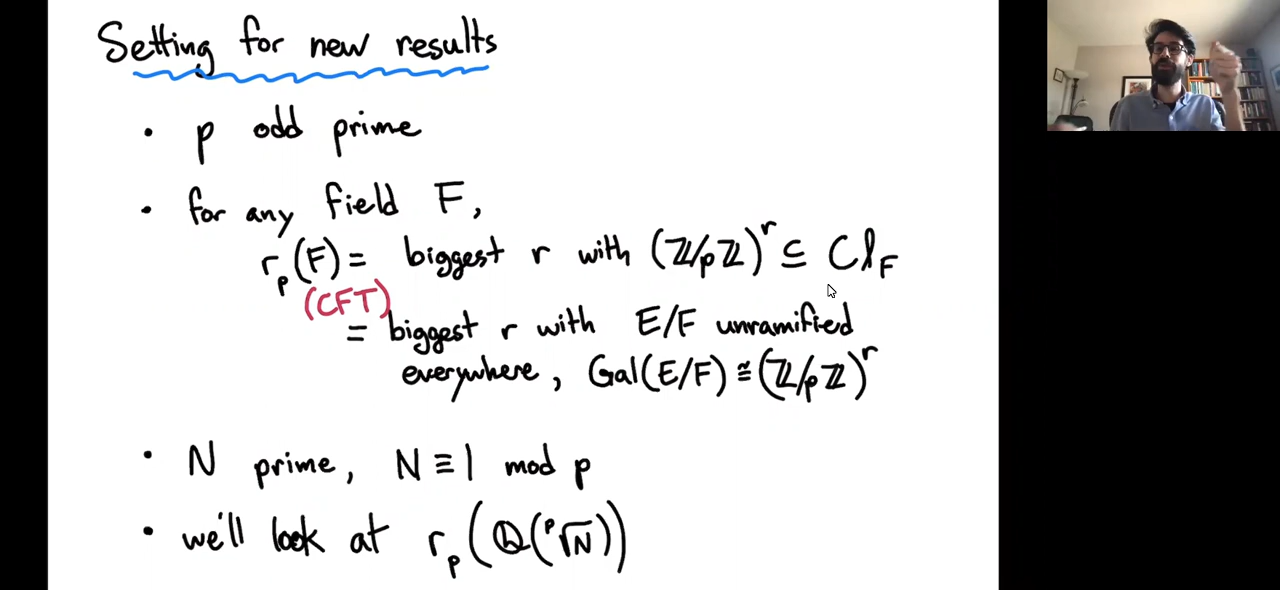 Setting for new results
• p odd prime
• for any field F,
r_p(F) = biggest r with (ℤ/pℤ)^r ⊆ Cl_F
(CFT)
= biggest r with E/F unramified
everywhere, Gal(E/F) ≅ (ℤ/pℤ)^r
• N prime, N ≡ 1 mod p
• we'll look at r_p(ℚ(ᵖ√N))